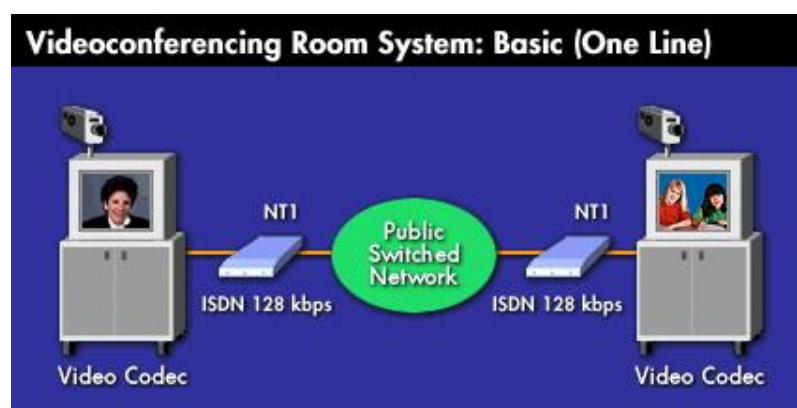 Videoconferencing Room System: Basic (One Line)
NT1
Public
Switched
Network
NT1
ISDN 128 kbps
ISDN 128 kbps
Video Codec
Video Codec